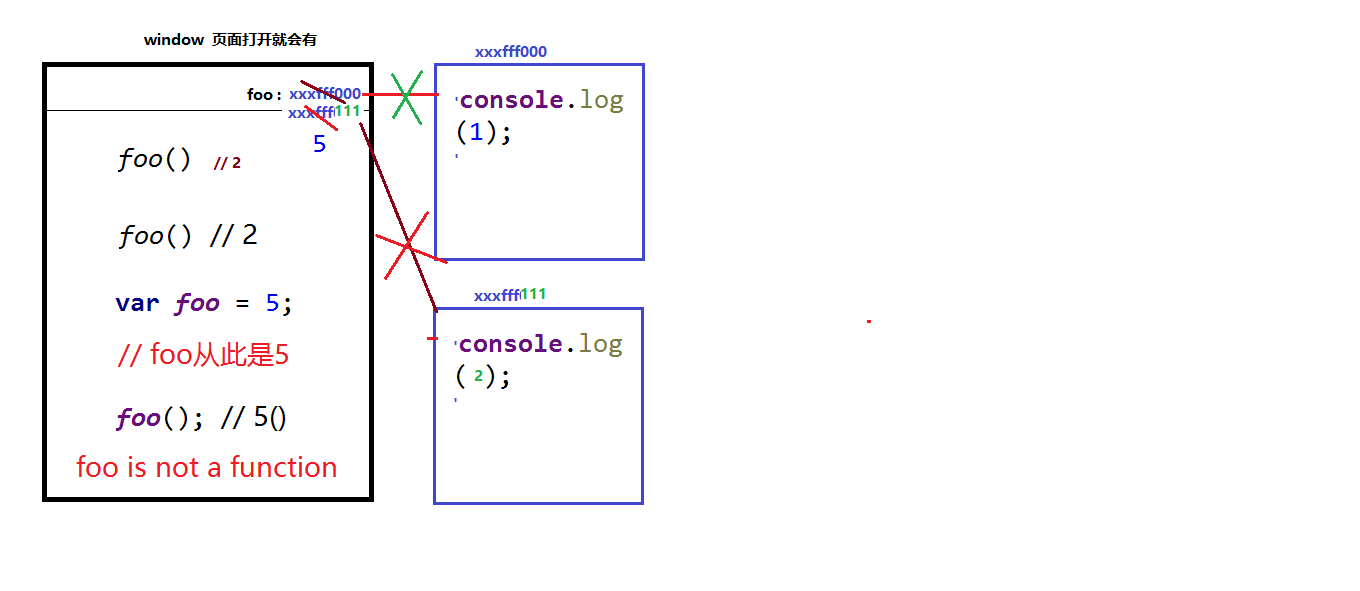 window 页面打开就会有
foo : xxxfff000
xxxfff111
5
foo() // 2
foo() // 2
var foo = 5;
// foo从此是5
foo(); // 5()
foo is not a function
xxxfff000
'console.log
(1);
'
xxxfff111
'console.log
( 2);
'